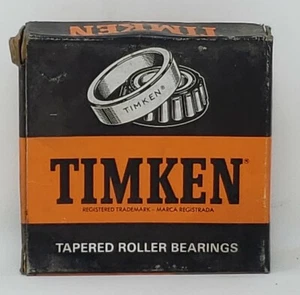 TIMKEN®
TIMKEN®
REGISTERED TRADEMARK - MARCA REGISTRADA
TAPERED ROLLER BEARINGS